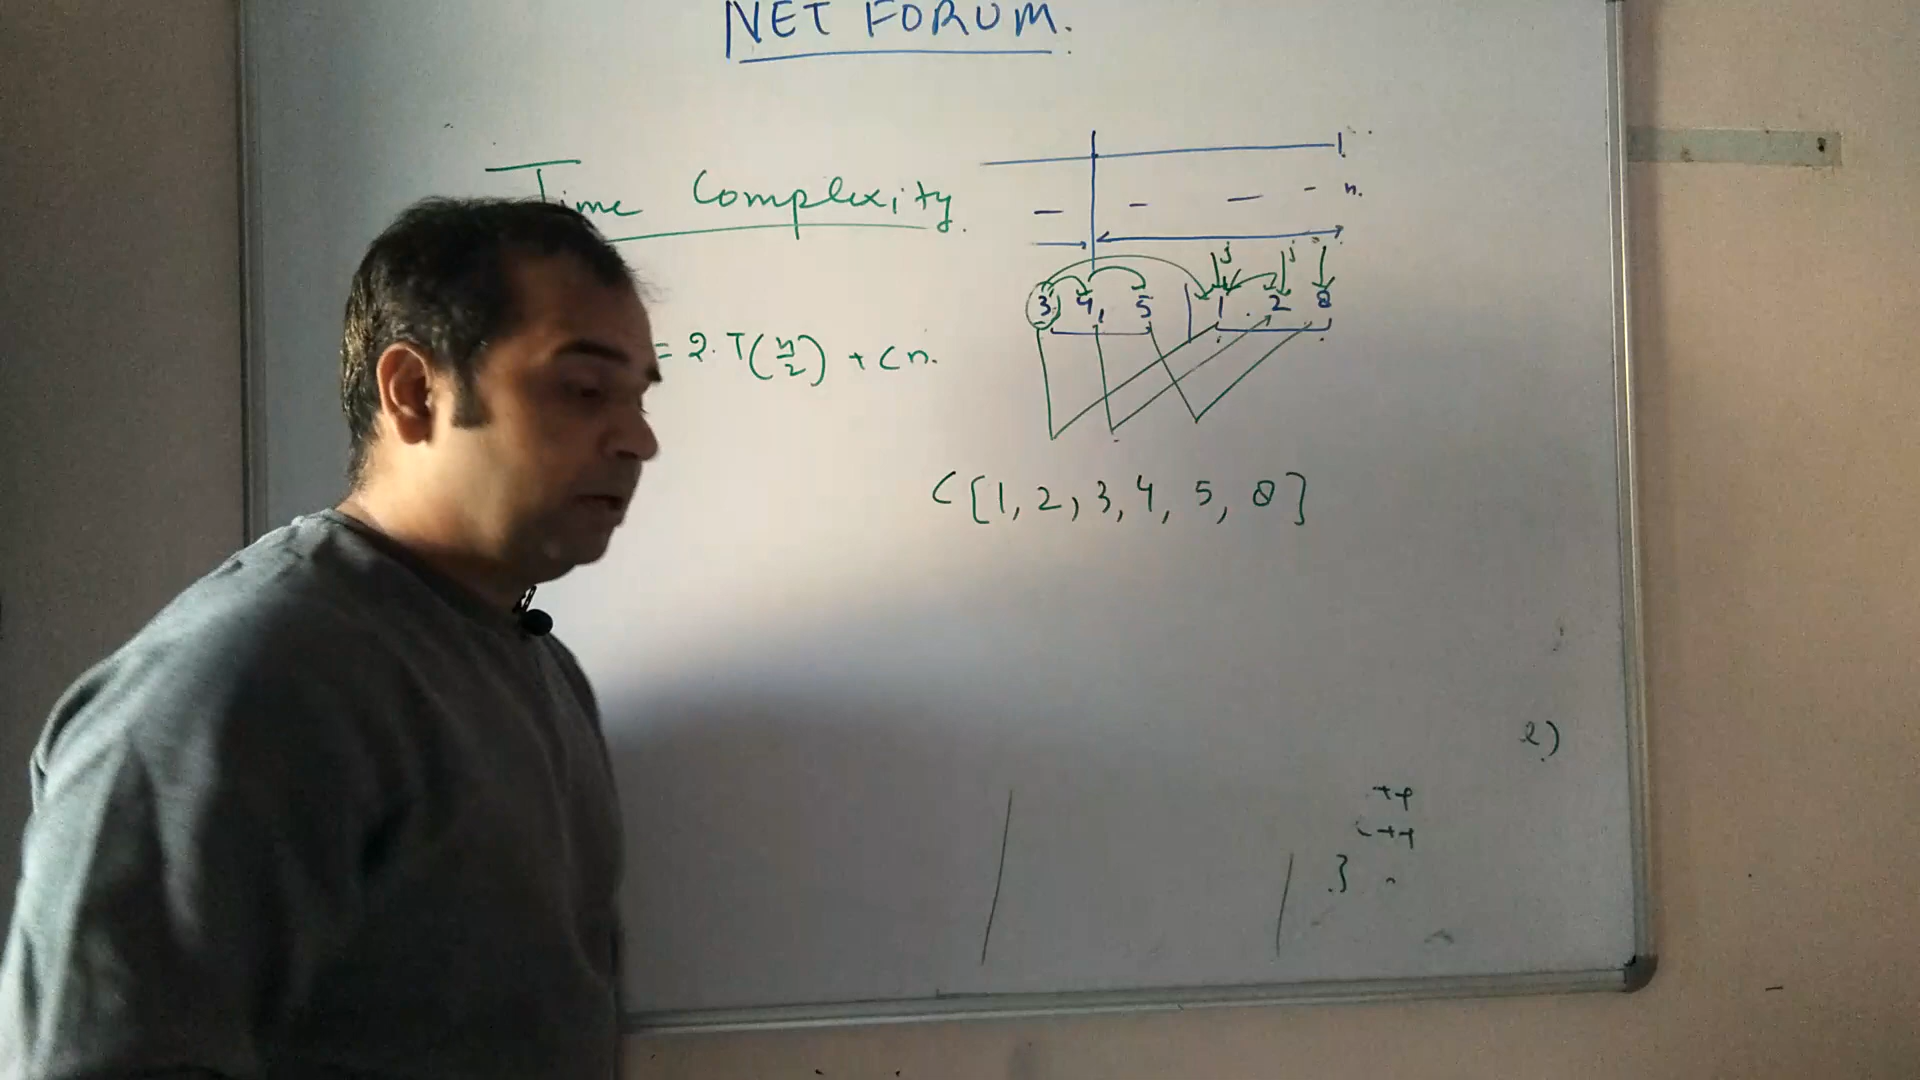 NET FORUM.
Time Complexity.
n.
j j
3 4, 5 1 2 8
= 2·T(n/2) + Cn.
C[1, 2, 3, 4, 5, 8]
2)
++
++
}